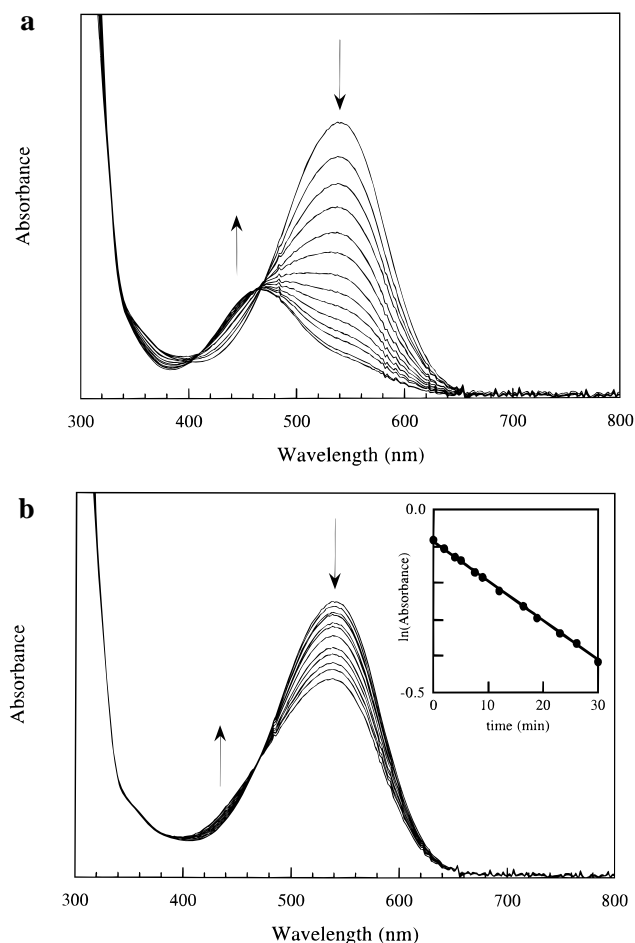 a
Absorbance
300 400 500 600 700 800
Wavelength (nm)
b
Absorbance
0.0
ln(Absorbance)
-0.5
0 10 20 30
time (min)
300 400 500 600 700 800
Wavelength (nm)